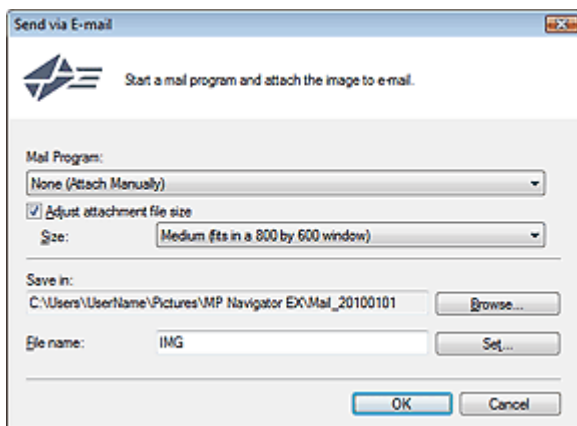 Send via E-mail
Start a mail program and attach the image to e-mail.
Mail Program:
None (Attach Manually)
Adjust attachment file size
Size: Medium (fits in a 800 by 600 window)
Save in:
C:\Users\UserName\Pictures\MP Navigator EX\Mail_20100101 Browse...
File name: IMG Set...
OK Cancel